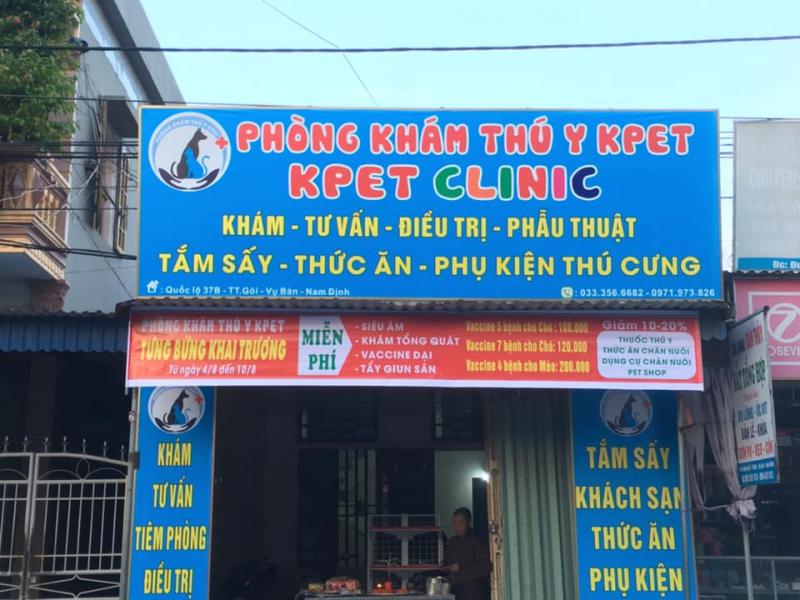 PHÒNG KHÁM THÚ Y KPET
PHÒNG KHÁM THÚ Y KPET
KPET CLINIC
KHÁM - TƯ VẤN - ĐIỀU TRỊ - PHẪU THUẬT
TẮM SẤY - THỨC ĂN - PHỤ KIỆN THÚ CƯNG
: Quốc lộ 37B - TT.Gôi - Vụ Bản - Nam Định
: 033.356.6682 - 0971.973.826
PHÒNG KHÁM THÚ Y KPET
TƯNG BỪNG KHAI TRƯƠNG
Từ ngày 4/8 đến 10/8
MIỄN
PHÍ
- SIÊU ÂM
- KHÁM TỔNG QUÁT
- VACCINE DẠI
- TẨY GIUN SÁN
Vaccine 5 bệnh cho Chó : 100.000
Vaccine 7 bệnh cho Chó: 120.000
Vaccine 4 bệnh cho Mèo: 200.000
Giảm 10-20%
THUỐC THÚ Y
THỨC ĂN CHĂN NUÔI
DỤNG CỤ CHĂN NUÔI
PET SHOP
KHÁM
TƯ VẤN
TIÊM PHÒNG
ĐIỀU TRỊ
TẮM SẤY
KHÁCH SẠN
THỨC ĂN
PHỤ KIỆN
CHUYÊN
OSEVE